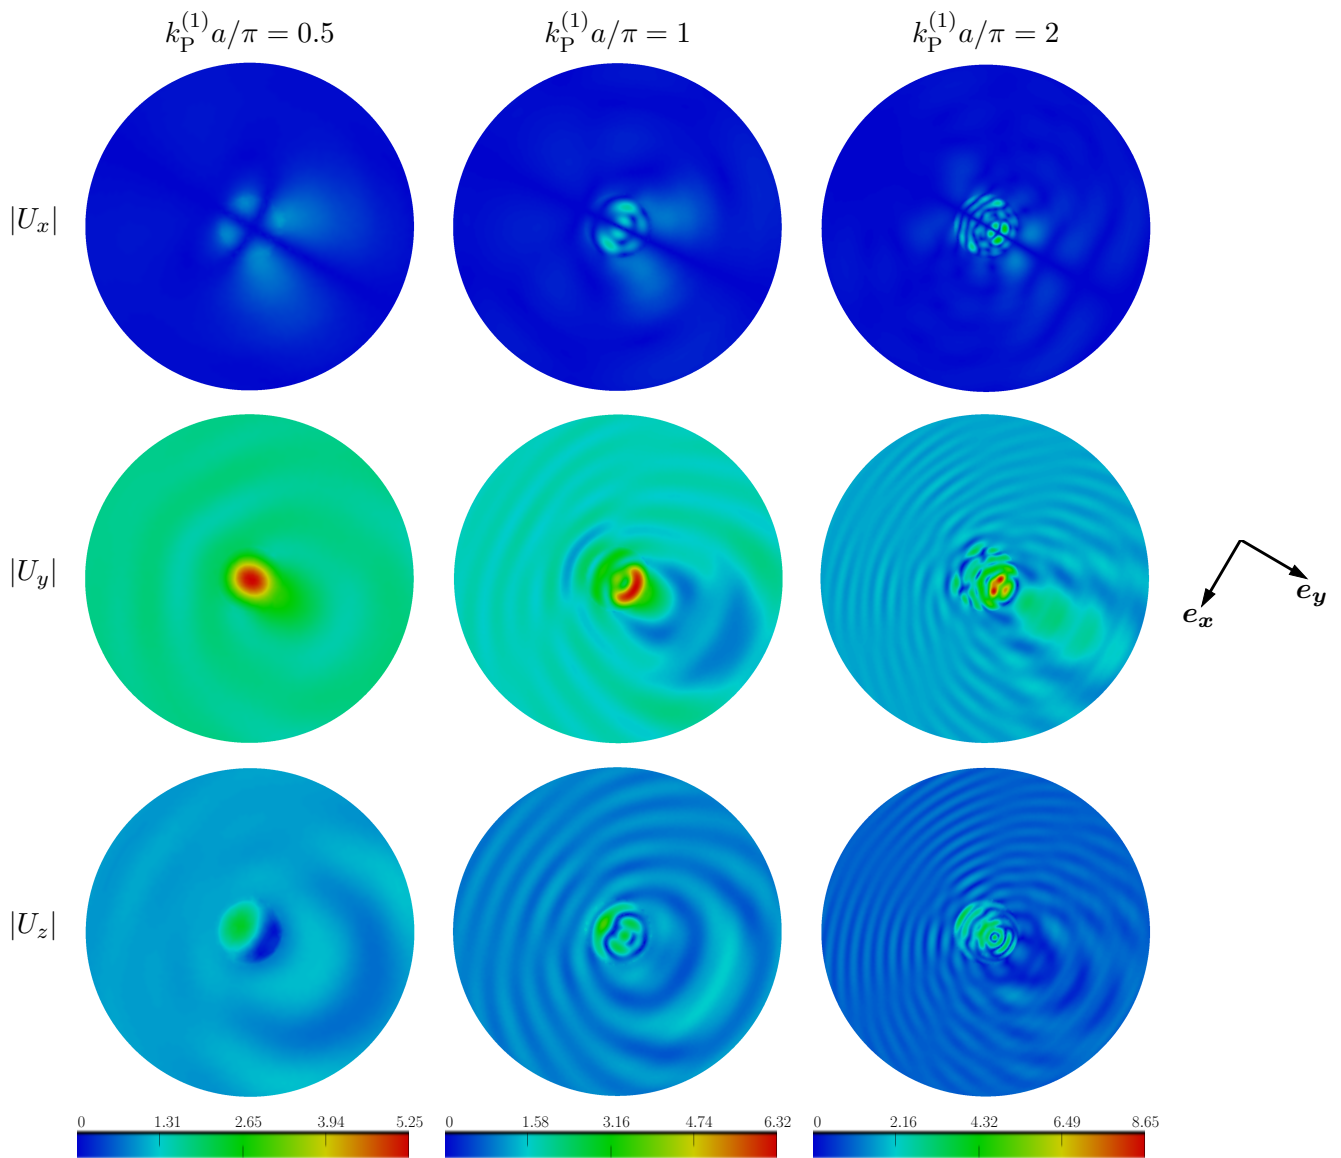 k_P^(1) a/π = 0.5 k_P^(1) a/π = 1 k_P^(1) a/π = 2
|U_x|
|U_y|
e_x e_y
|U_z|
0 1.31 2.65 3.94 5.25 0 1.58 3.16 4.74 6.32 0 2.16 4.32 6.49 8.65